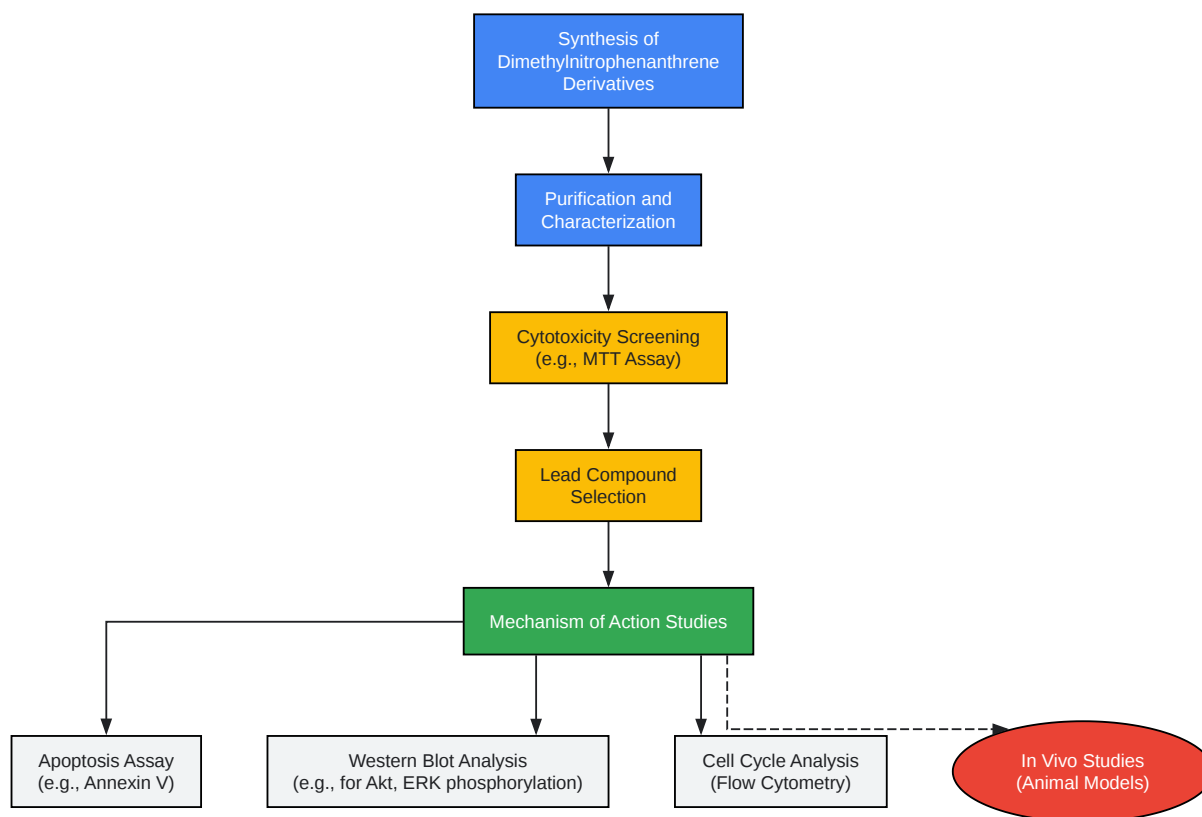 Synthesis of
Dimethylnitrophenanthrene
Derivatives
Purification and
Characterization
Cytotoxicity Screening
(e.g., MTT Assay)
Lead Compound
Selection
Mechanism of Action Studies
Apoptosis Assay
(e.g., Annexin V)
Western Blot Analysis
(e.g., for Akt, ERK phosphorylation)
Cell Cycle Analysis
(Flow Cytometry)
In Vivo Studies
(Animal Models)